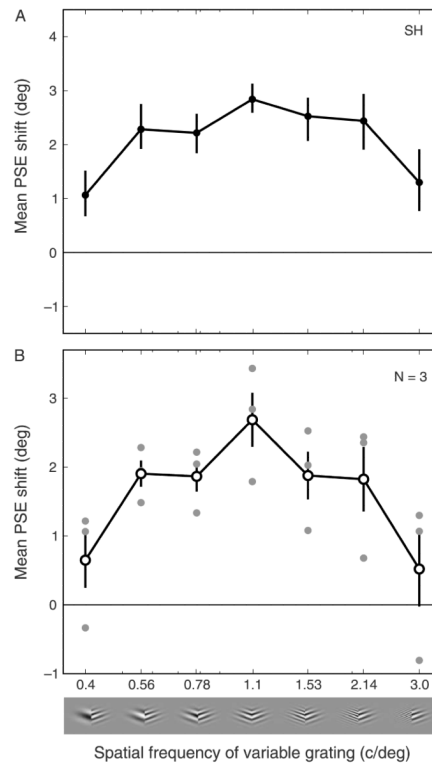 A
SH
4
3
2
1
0
−1
Mean PSE shift (deg)
B
N = 3
3
2
1
0
−1
Mean PSE shift (deg)
0.4 0.56 0.78 1.1 1.53 2.14 3.0
Spatial frequency of variable grating (c/deg)